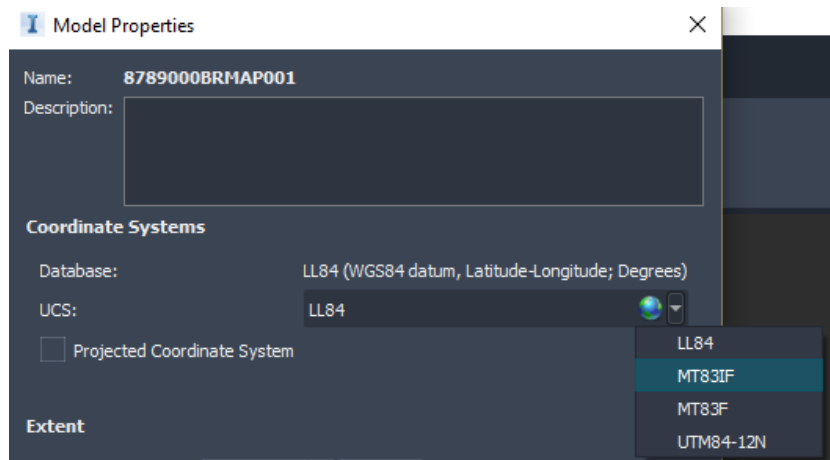 I Model Properties
Name: 8789000BRMAP001
Description:
Coordinate Systems
Database: LL84 (WGS84 datum, Latitude-Longitude; Degrees)
UCS: LL84
Projected Coordinate System
LL84
MT83IF
MT83F
UTM84-12N
Extent